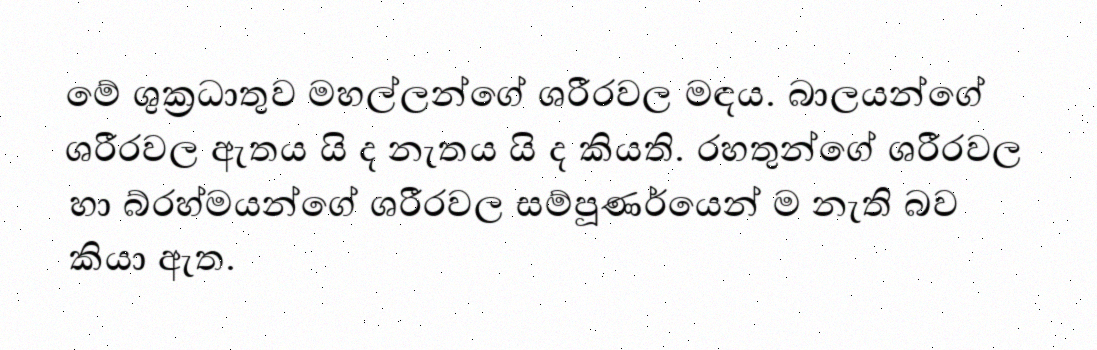 මේ ශුක්‍රධාතුව මහල්ලන්ගේ ශරීරවල මඳය. බාලයන්ගේ
ශරීරවල ඇතය යි ද නැතය යි ද කියති. රහතුන්ගේ ශරීරවල
හා බ්රහ්මයන්ගේ ශරීරවල සම්පූණර්යෙන් ම නැති බව
කියා ඇත.